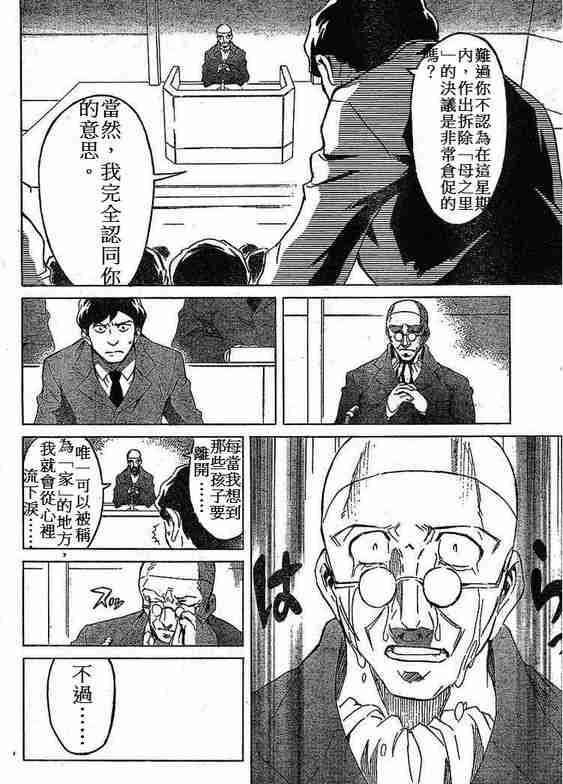 難過你不認為在這星期
內，作出拆除「母之里
」的決議是非常倉促的
嗎？
當然，我完全認同你
的意思。
每當我想到
那些孩子要
離開……
唯一可以被稱
為「家」的地方，
我就會從心裡
流下淚……
はら
不過……